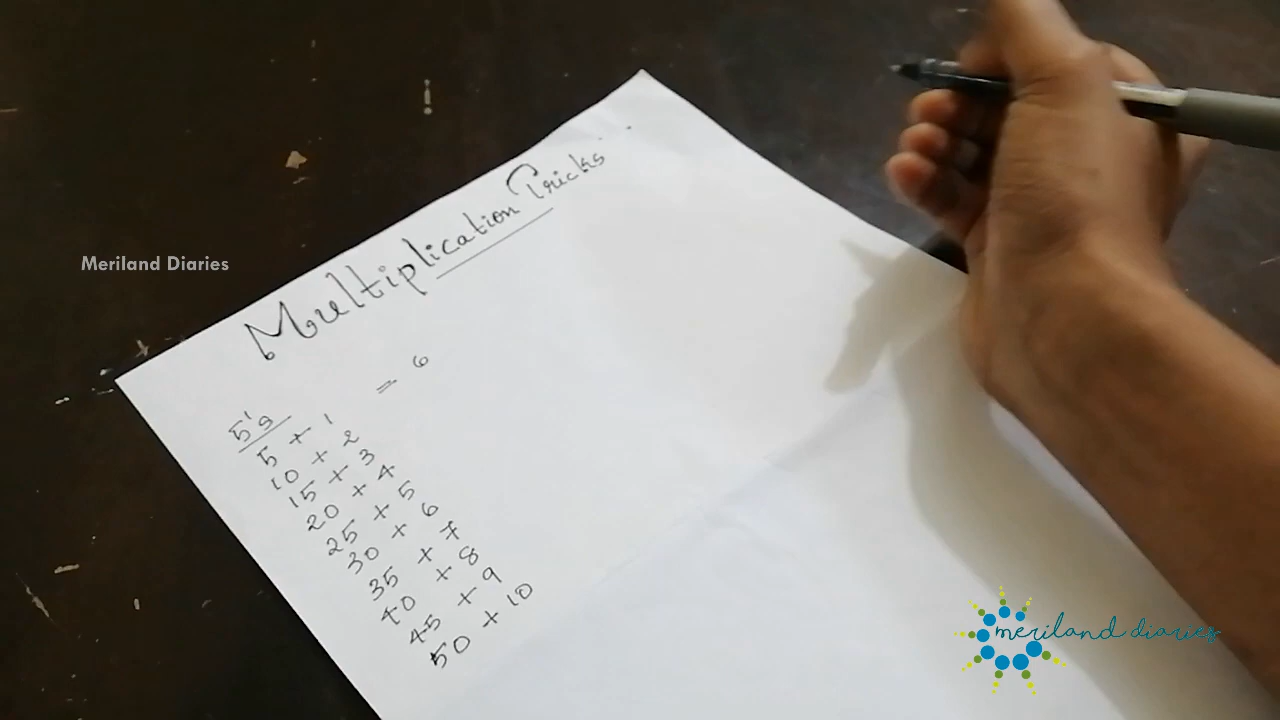 Multiplication Tricks...
Meriland Diaries
5's
5 + 1 = 6
10 + 2
15 + 3
20 + 4
25 + 5
30 + 6
35 + 7
40 + 8
45 + 9
50 + 10
meriland diaries